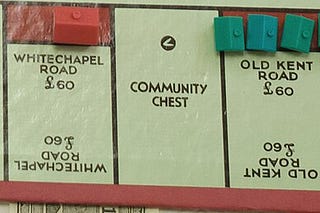 WHITECHAPEL
ROAD
£60
£60
WHITECHAPEL
ROAD
COMMUNITY
CHEST
OLD KENT
ROAD
£60
£60
OLD KENT
ROAD